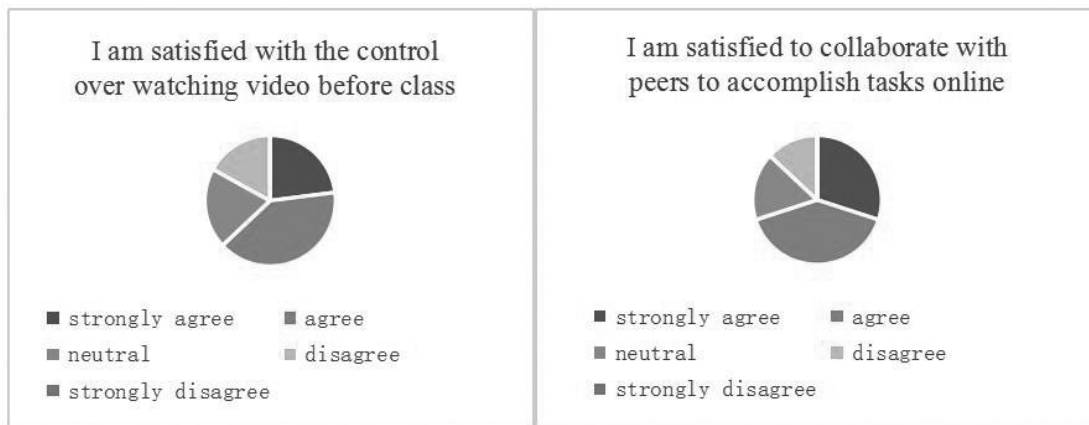 I am satisfied with the control
over watching video before class
strongly agree agree
neutral disagree
strongly disagree
I am satisfied to collaborate with
peers to accomplish tasks online
strongly agree agree
neutral disagree
strongly disagree